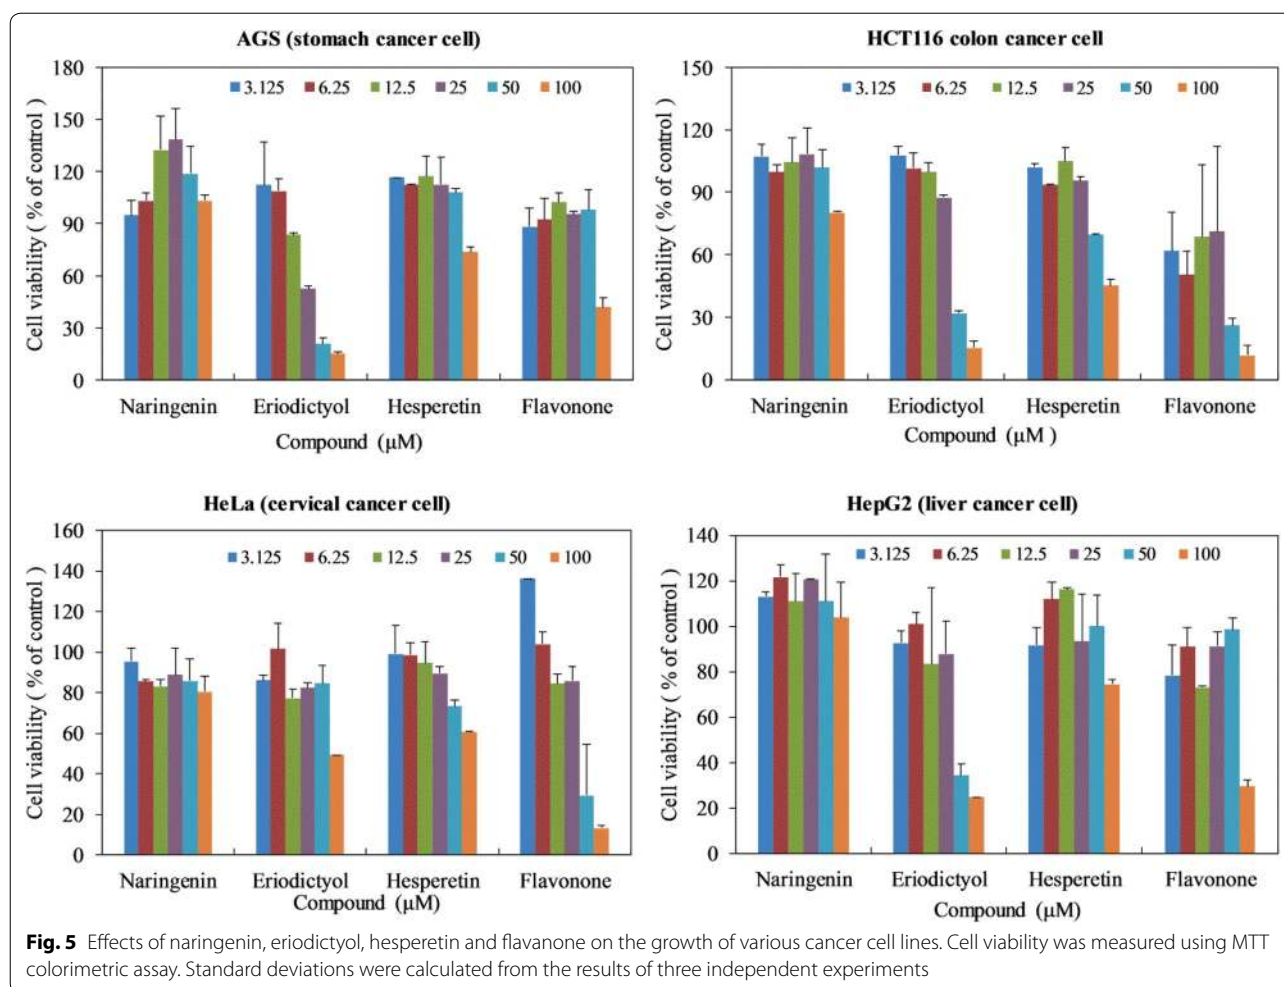 AGS (stomach cancer cell)
180
150
120
90
60
30
0
Cell viability ( % of control )
3.125 6.25 12.5 25 50 100
Naringenin Eriodictyol Hesperetin Flavonone
Compound (µM)
HCT116 colon cancer cell
150
120
90
60
30
0
Cell viability ( % of control )
3.125 6.25 12.5 25 50 100
Naringenin Eriodictyol Hesperetin Flavonone
Compound (µM )
HeLa (cervical cancer cell)
160
140
120
100
80
60
40
20
0
Cell viability ( % of control )
3.125 6.25 12.5 25 50 100
Naringenin Eriodictyol Hesperetin Flavonone
Compound (µM)
HepG2 (liver cancer cell)
140
120
100
80
60
40
20
0
Cell viability ( % of control )
3.125 6.25 12.5 25 50 100
Naringenin Eriodictyol Hesperetin Flavonone
Compound (µM)
Fig. 5 Effects of naringenin, eriodictyol, hesperetin and flavanone on the growth of various cancer cell lines. Cell viability was measured using MTT
colorimetric assay. Standard deviations were calculated from the results of three independent experiments